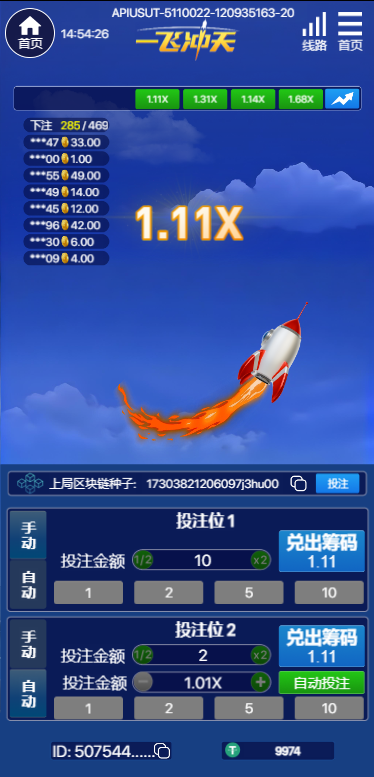 APIUSUT-5110022-120935163-20
首页
14:54:26
一飞冲天
线路
首页
1.11X 1.31X 1.14X 1.68X
下注 285/469
***47 33.00
***00 1.00
***55 49.00
***49 14.00
***45 12.00
***96 42.00
***30 6.00
***09 4.00
1.11X
上局区块链种子: 17303821206097j3hu00 投注
手动
自动
投注位1
投注金额 1/2 10 x2
兑出筹码
1.11
1 2 5 10
手动
自动
投注位2
投注金额 1/2 2 x2
兑出筹码
1.11
投注金额 − 1.01X + 自动投注
1 2 5 10
ID: 507544......
T 9974